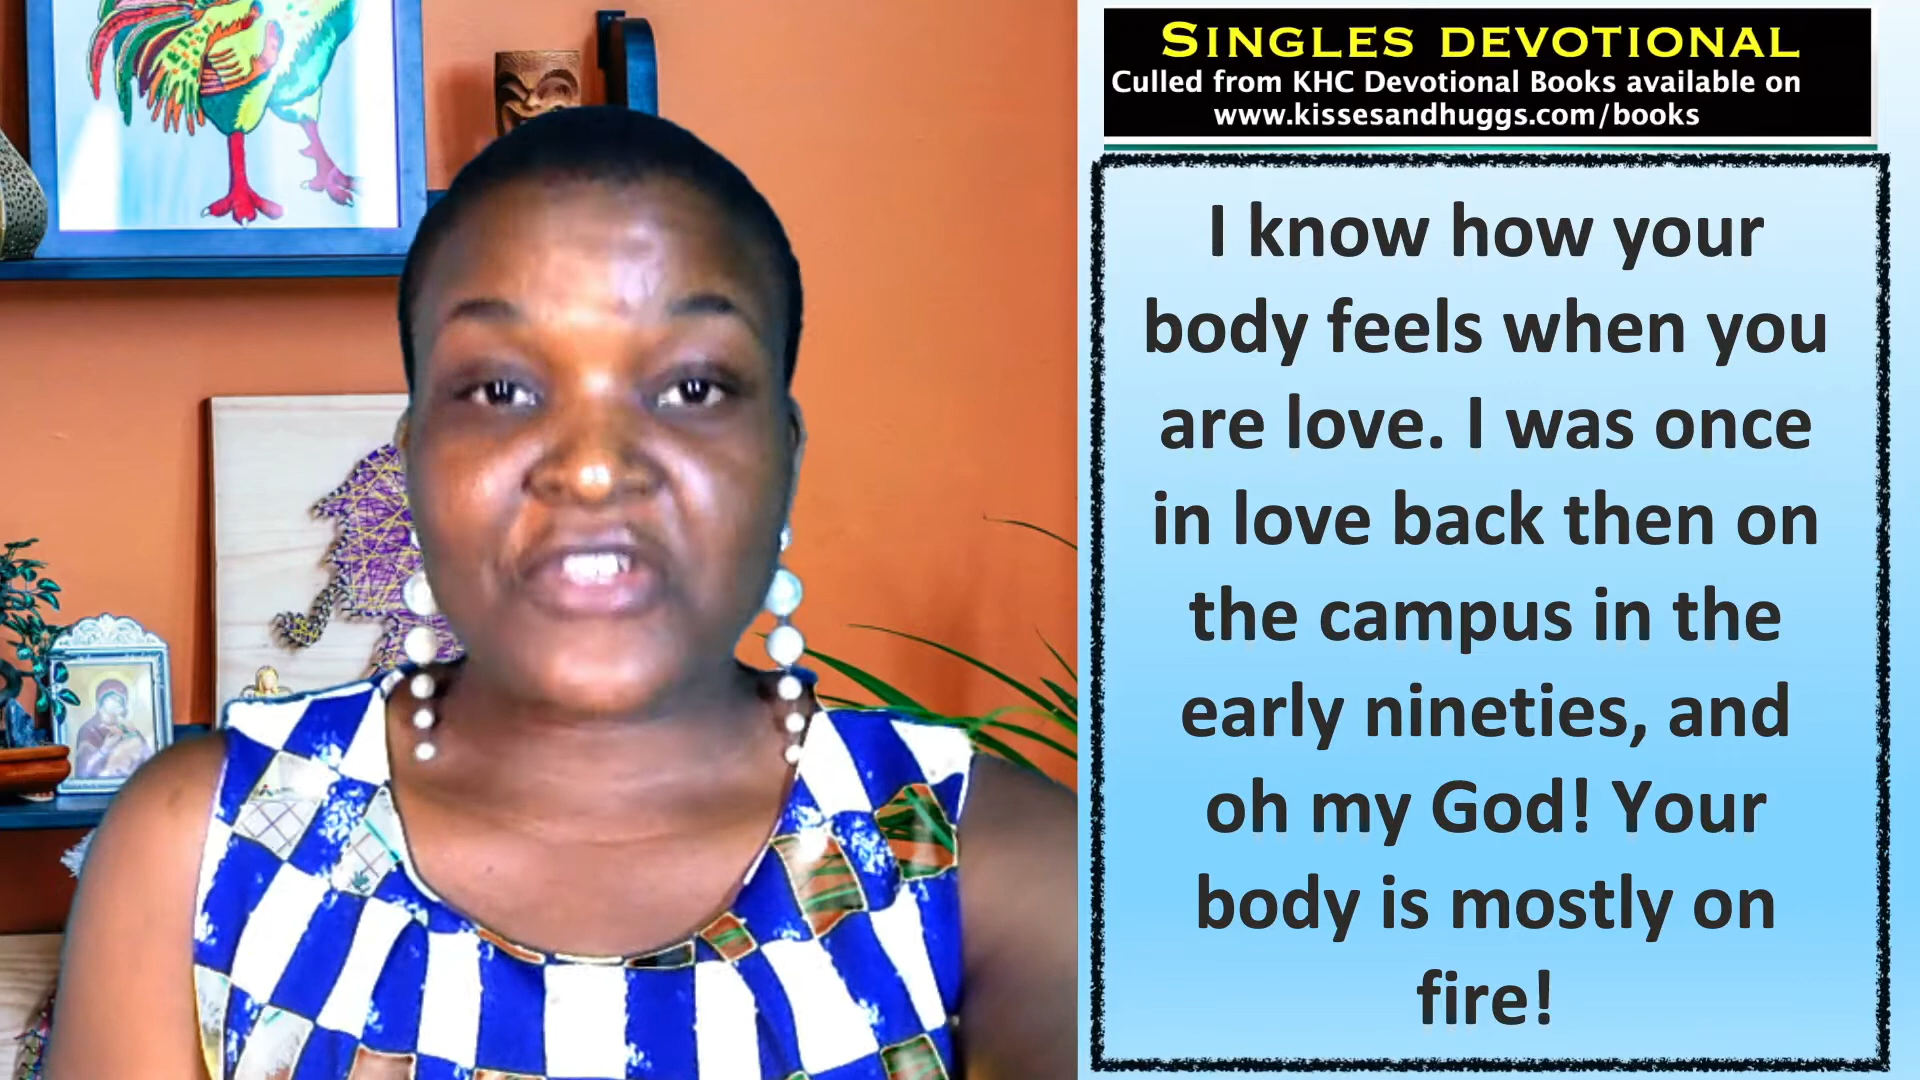 SINGLES DEVOTIONAL
Culled from KHC Devotional Books available on
www.kissesandhuggs.com/books
I know how your
body feels when you
are love. I was once
in love back then on
the campus in the
early nineties, and
oh my God! Your
body is mostly on
fire!